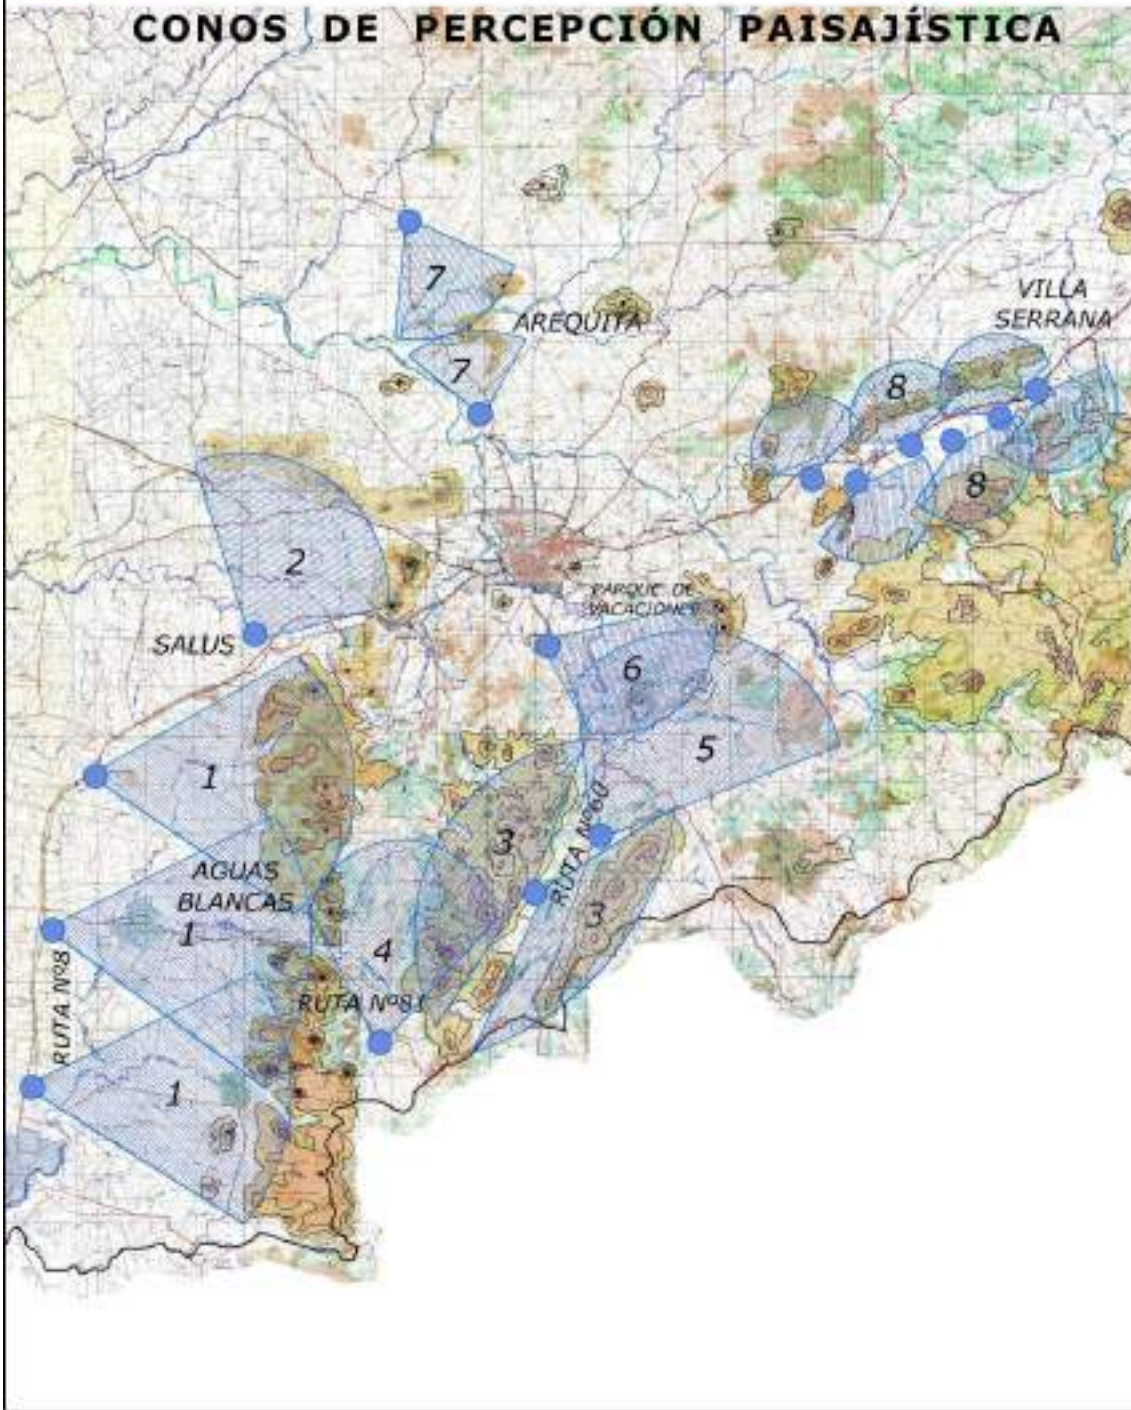 CONOS DE PERCEPCIÓN PAISAJÍSTICA
7
VILLA
SERRANA
AREQUITA
7
8
8
2
PARQUE DE
VACACIONES
SALUS
6
5
1
RUTA Nº60
3
AGUAS
BLANCAS
3
1
4
RUTA Nº8
RUTA Nº81
1